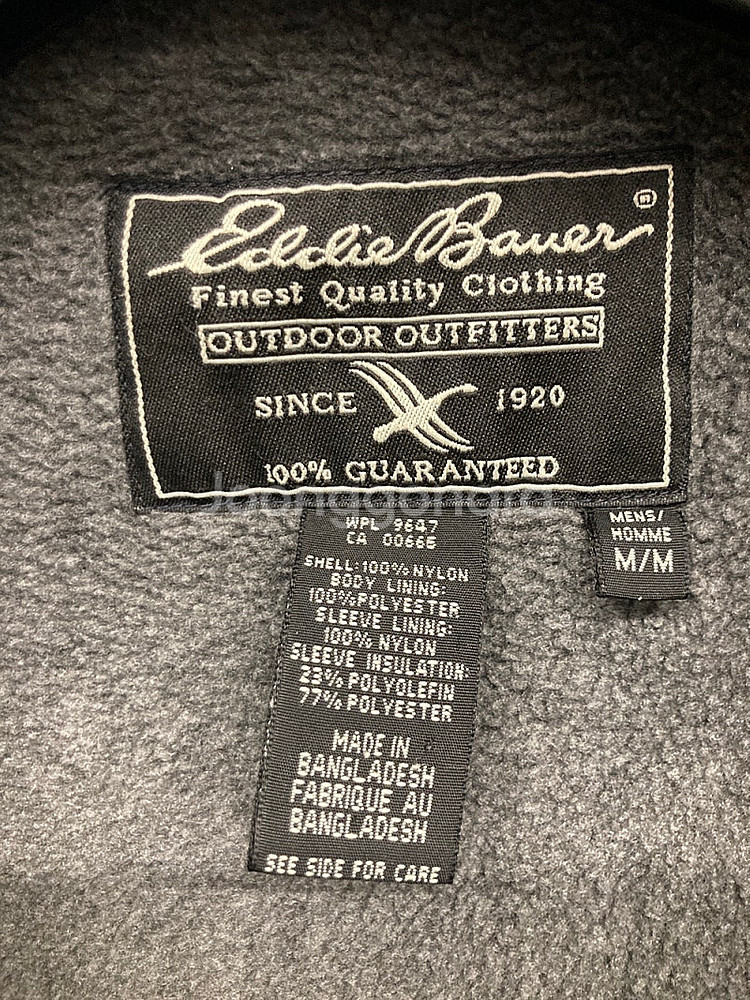 Eddie Bauer®
Finest Quality Clothing
OUTDOOR OUTFITTERS
SINCE 1920
100% GUARANTEED
WPL 9647
CA 00666
SHELL: 100% NYLON
BODY LINING:
100% POLYESTER
SLEEVE LINING:
100% NYLON
SLEEVE INSULATION:
23% POLYOLEFIN
77% POLYESTER
MADE IN
BANGLADESH
FABRIQUE AU
BANGLADESH
SEE SIDE FOR CARE
MENS/
HOMME
M/M